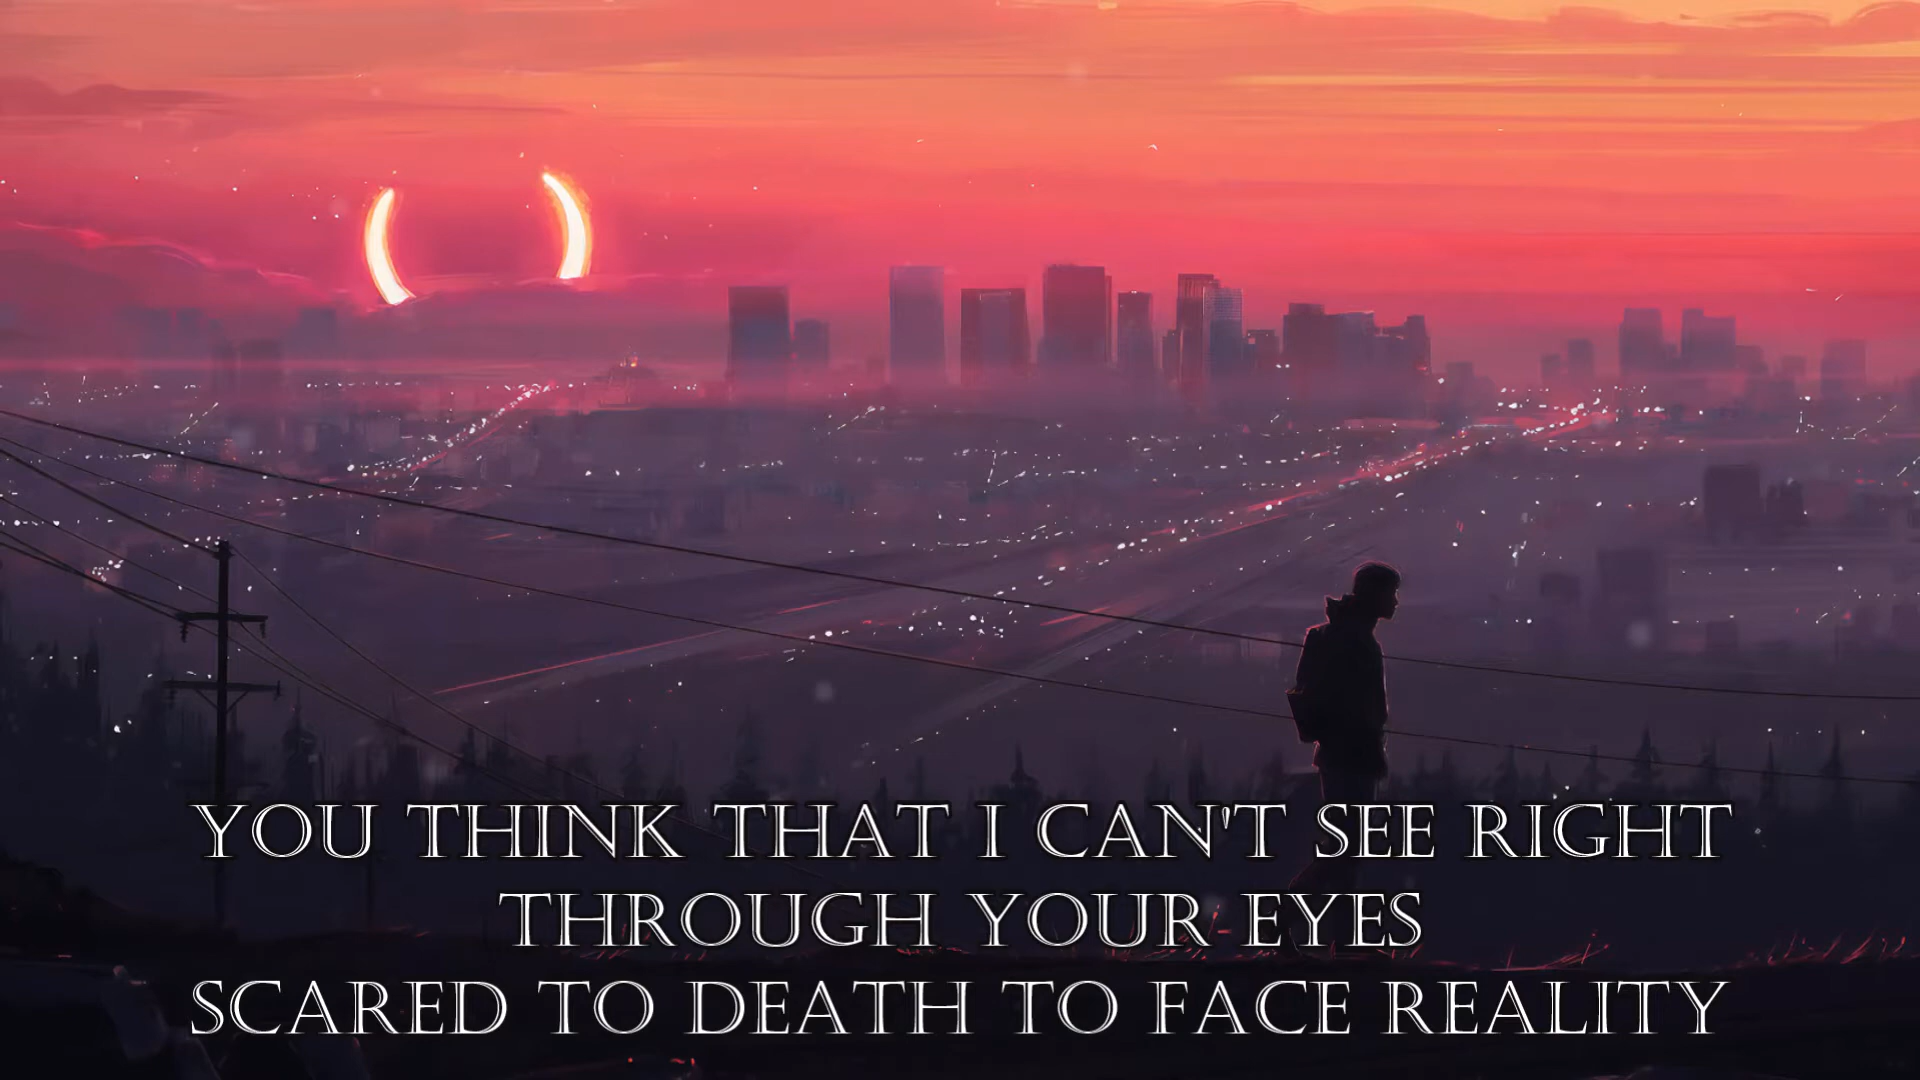 YOU THINK THAT I CAN'T SEE RIGHT
THROUGH YOUR EYES
SCARED TO DEATH TO FACE REALITY